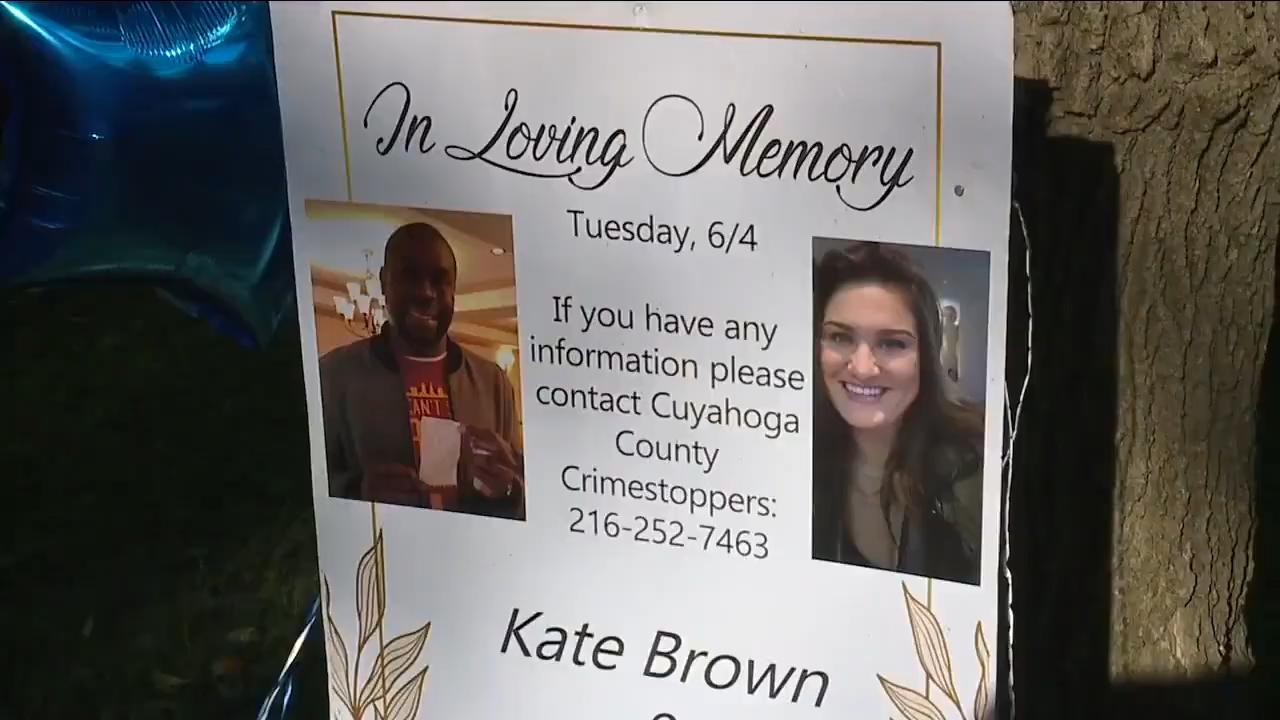 In Loving Memory
Tuesday, 6/4
If you have any
information please
contact Cuyahoga
County
Crimestoppers:
216-252-7463
CAN'T
Kate Brown